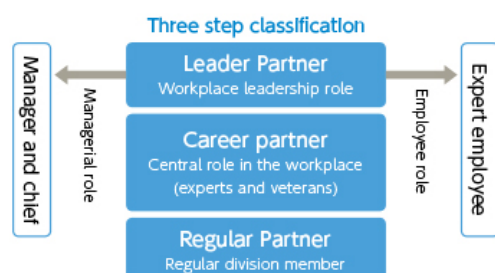 Three step classification
Manager and chief
Managerial role
Leader Partner
Workplace leadership role
Employee role
Expert employee
Career partner
Central role in the workplace
(experts and veterans)
Regular Partner
Regular division member